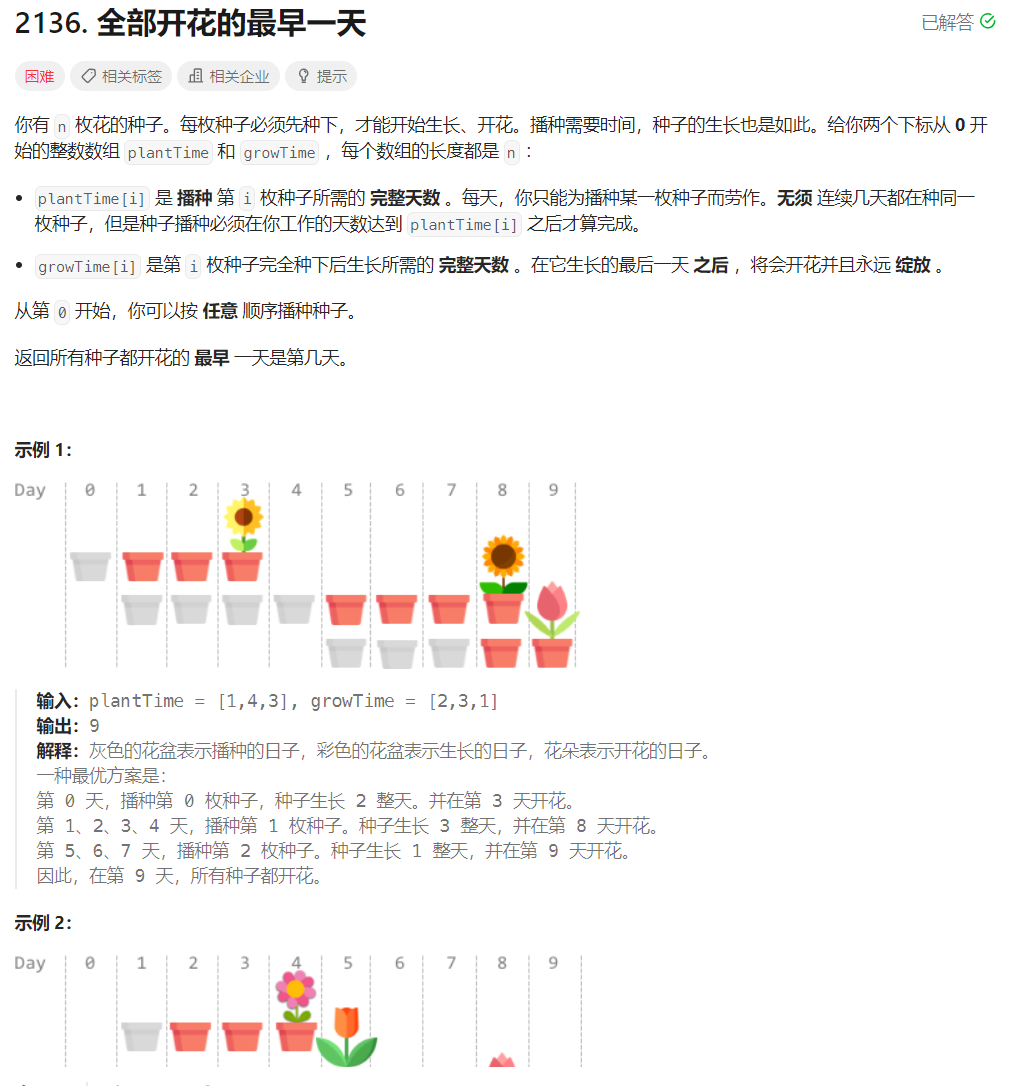 2136. 全部开花的最早一天
已解答
困难 相关标签 相关企业 提示
你有 n 枚花的种子。每枚种子必须先种下，才能开始生长、开花。播种需要时间，种子的生长也是如此。给你两个下标从 0 开
始的整数数组 plantTime 和 growTime ，每个数组的长度都是 n ：
• plantTime[i] 是 播种 第 i 枚种子所需的 完整天数 。每天，你只能为播种某一枚种子而劳作。无须 连续几天都在种同一
枚种子，但是种子播种必须在你工作的天数达到 plantTime[i] 之后才算完成。
• growTime[i] 是第 i 枚种子完全种下后生长所需的 完整天数 。在它生长的最后一天 之后 ，将会开花并且永远 绽放 。
从第 0 开始，你可以按 任意 顺序播种种子。
返回所有种子都开花的 最早 一天是第几天。
示例 1：
Day 0 1 2 3 4 5 6 7 8 9
输入：plantTime = [1,4,3], growTime = [2,3,1]
输出：9
解释：灰色的花盆表示播种的日子，彩色的花盆表示生长的日子，花朵表示开花的日子。
一种最优方案是：
第 0 天，播种第 0 枚种子，种子生长 2 整天。并在第 3 天开花。
第 1、2、3、4 天，播种第 1 枚种子。种子生长 3 整天，并在第 8 天开花。
第 5、6、7 天，播种第 2 枚种子。种子生长 1 整天，并在第 9 天开花。
因此，在第 9 天，所有种子都开花。
示例 2：
Day 0 1 2 3 4 5 6 7 8 9